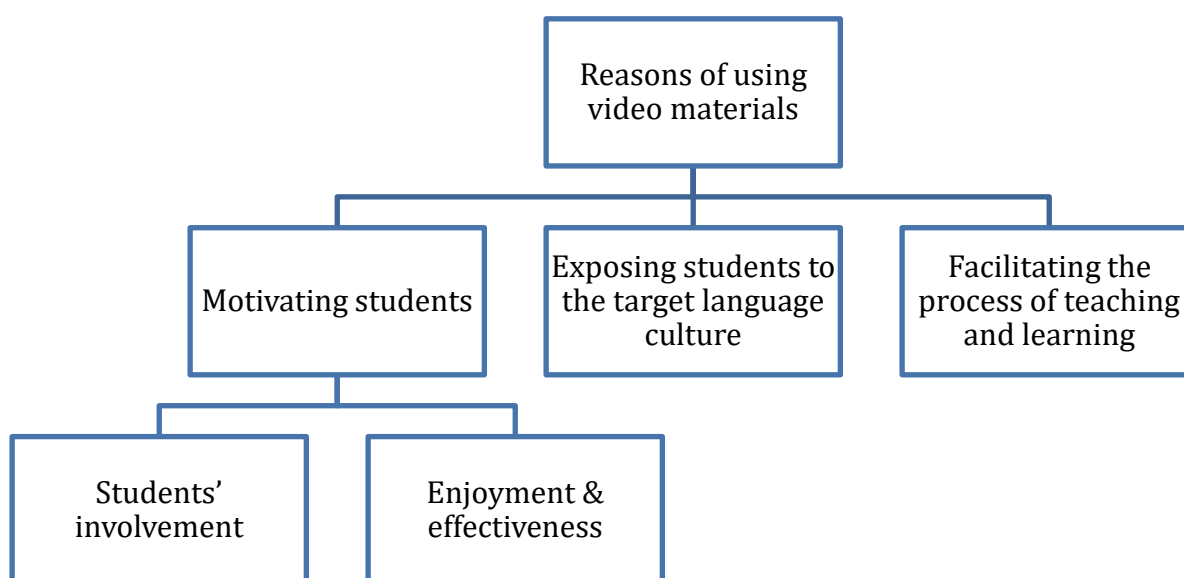 Reasons of using
video materials
Motivating students
Exposing students to
the target language
culture
Facilitating the
process of teaching
and learning
Students’
involvement
Enjoyment &
effectiveness